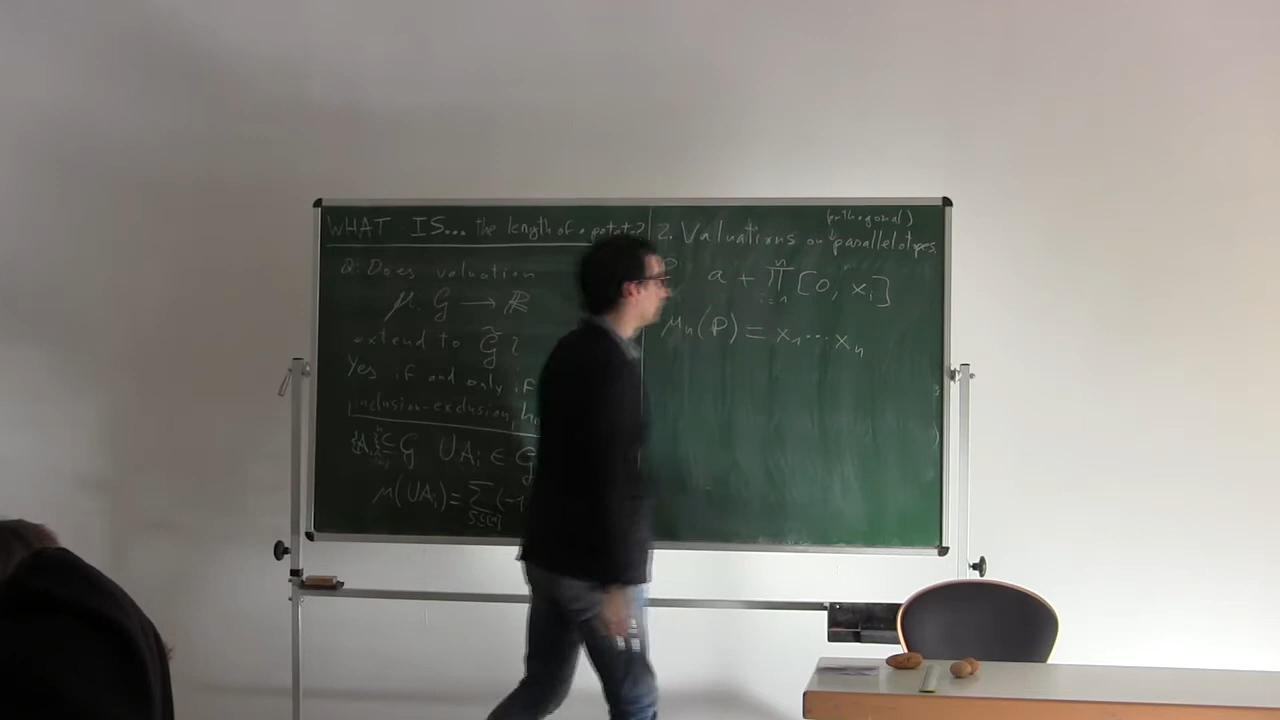 WHAT IS... the length of a potato?
Q: Does valuation
μ: G → ℝ
extend to G̃ ?
Yes if and only if
inclusion-exclusion
{A_i} ⊆ G ∪A_i ∈ G
μ(∪A_i) = ∑_{S⊆[n]} (-1
(orthogonal)
2. Valuations on parallelotopes
P a + ∏_{i=1}^{n} [0, x_i]
μ_n(P) = x_1 ... x_n